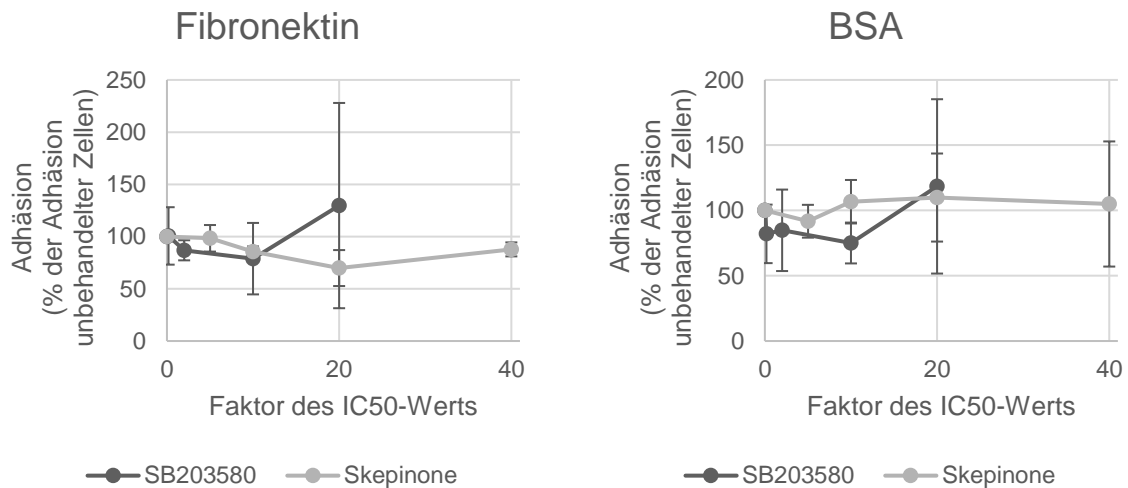 Fibronektin
Adhäsion
(% der Adhäsion
unbehandelter Zellen)
250
200
150
100
50
0
0 20 40
Faktor des IC50-Werts
SB203580 Skepinone
BSA
Adhäsion
(% der Adhäsion
unbehandelter Zellen)
200
150
100
50
0
0 20 40
Faktor des IC50-Werts
SB203580 Skepinone